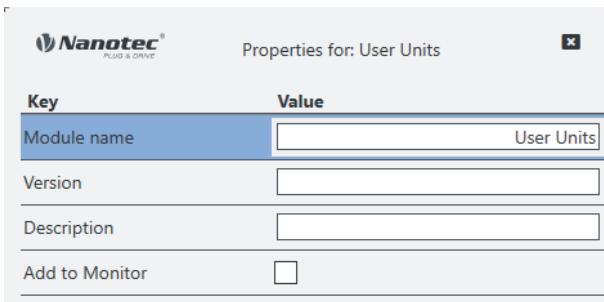 Nanotec®
PLUG & DRIVE
Properties for: User Units
Key Value
Module name User Units
Version
Description
Add to Monitor